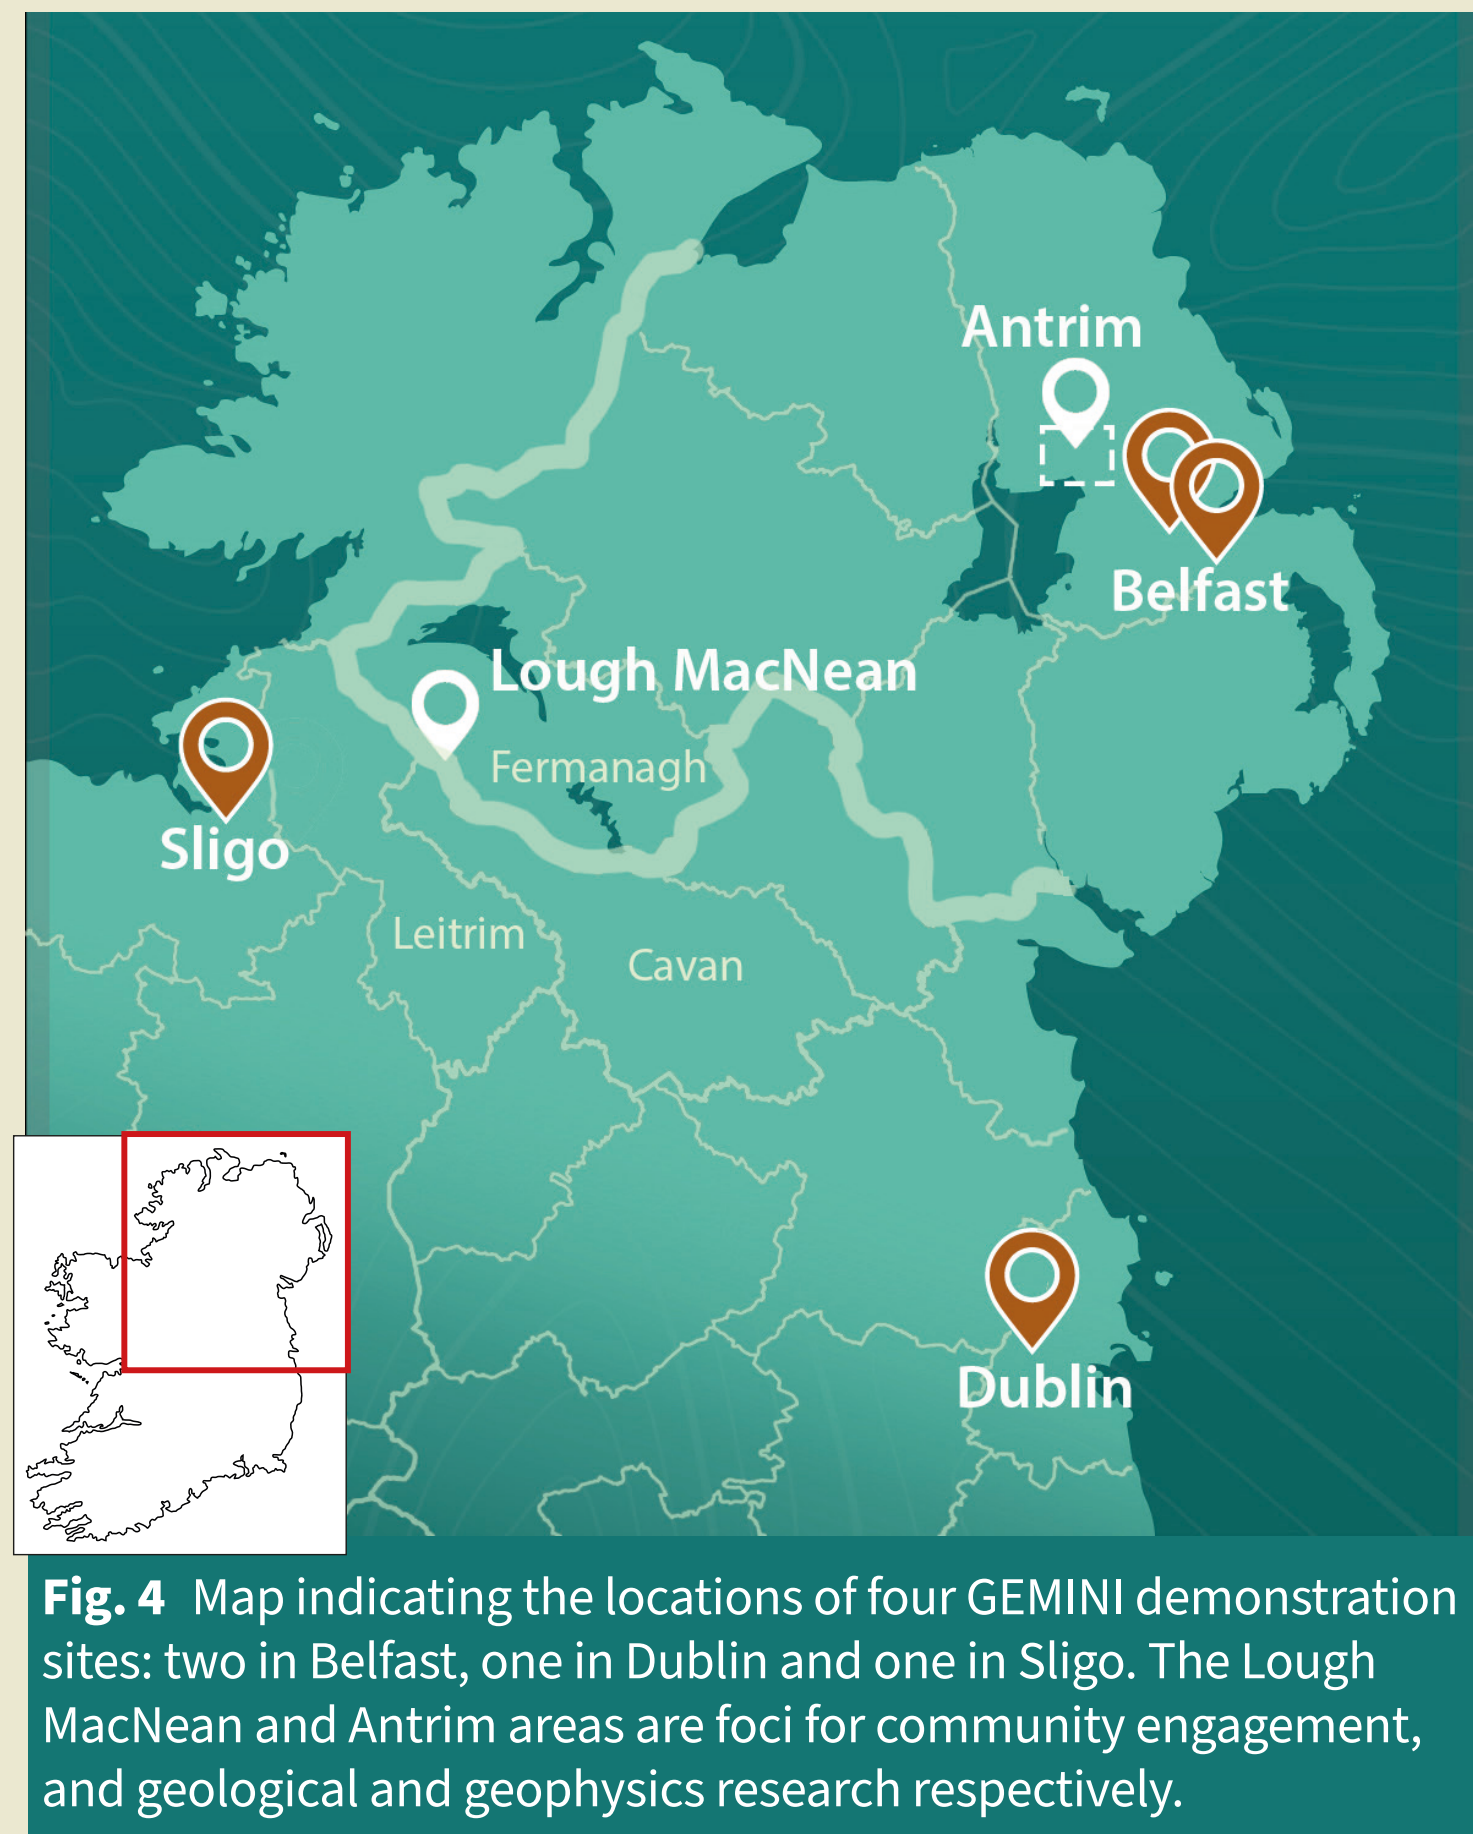 Antrim
Belfast
Lough MacNean
Fermanagh
Sligo
Leitrim
Cavan
Dublin
Fig. 4 Map indicating the locations of four GEMINI demonstration
sites: two in Belfast, one in Dublin and one in Sligo. The Lough
MacNean and Antrim areas are foci for community engagement,
and geological and geophysics research respectively.